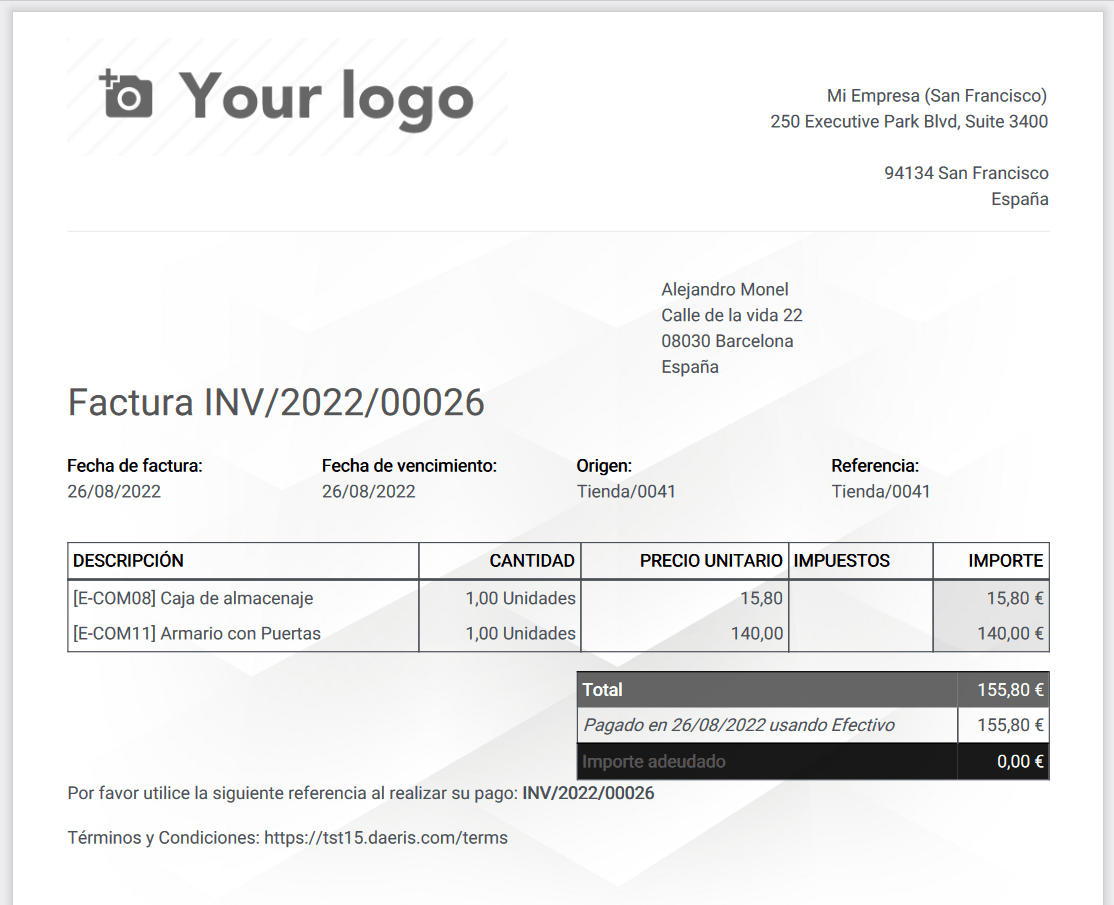 Your logo
Mi Empresa (San Francisco)
250 Executive Park Blvd, Suite 3400
94134 San Francisco
España
Alejandro Monel
Calle de la vida 22
08030 Barcelona
España
Factura INV/2022/00026
Fecha de factura: Fecha de vencimiento: Origen: Referencia:
26/08/2022 26/08/2022 Tienda/0041 Tienda/0041
DESCRIPCIÓN CANTIDAD PRECIO UNITARIO IMPUESTOS IMPORTE
[E-COM08] Caja de almacenaje 1,00 Unidades 15,80 15,80 €
[E-COM11] Armario con Puertas 1,00 Unidades 140,00 140,00 €
Total 155,80 €
Pagado en 26/08/2022 usando Efectivo 155,80 €
Importe adeudado 0,00 €
Por favor utilice la siguiente referencia al realizar su pago: INV/2022/00026
Términos y Condiciones: https://tst15.daeris.com/terms